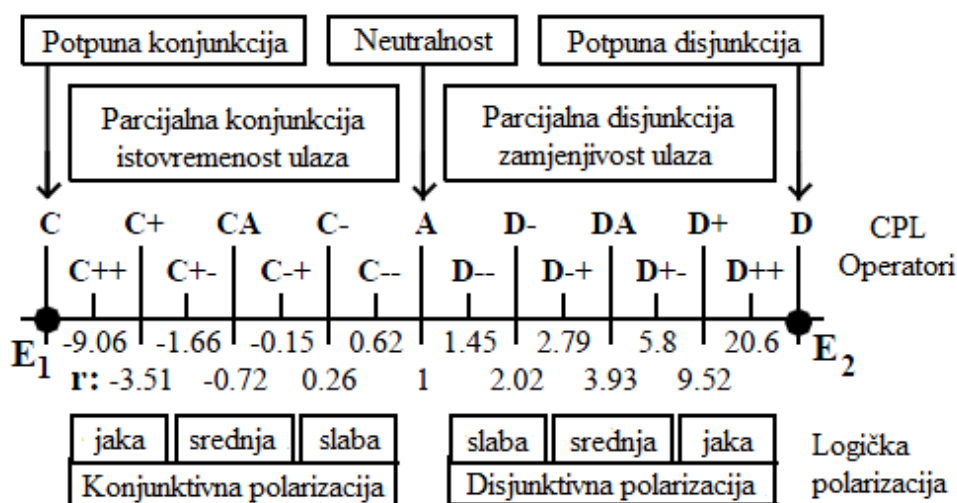 Potpuna konjunkcija Neutralnost Potpuna disjunkcija
Parcijalna konjunkcija
istovremenost ulaza
Parcijalna disjunkcija
zamjenjivost ulaza
C C+ CA C- A D- DA D+ D CPL
C++ C+- C-+ C-- D-- D-+ D+- D++ Operatori
E1 -9.06 -1.66 -0.15 0.62 1.45 2.79 5.8 20.6 E2
r: -3.51 -0.72 0.26 1 2.02 3.93 9.52
jaka srednja slaba slaba srednja jaka Logička
Konjunktivna polarizacija Disjunktivna polarizacija polarizacija